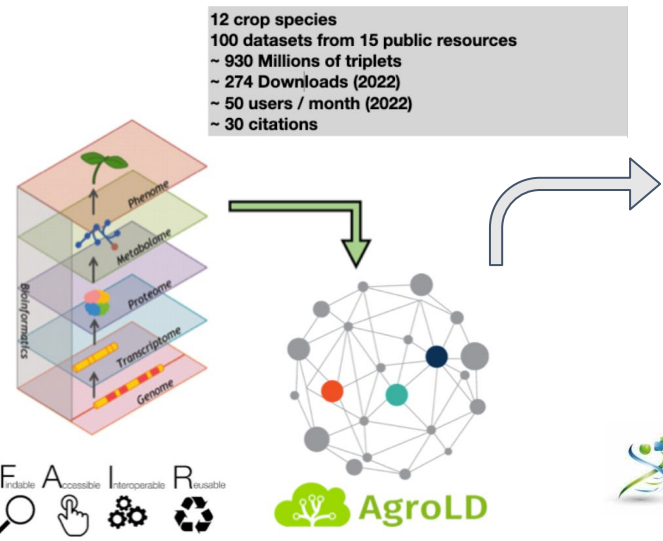 12 crop species
100 datasets from 15 public resources
~ 930 Millions of triplets
~ 274 Downloads (2022)
~ 50 users / month (2022)
~ 30 citations
Phenome
Metabolome
Proteome
Transcriptome
Genome
Bioinformatics
Findable Accessible Interoperable Reusable
AgroLD